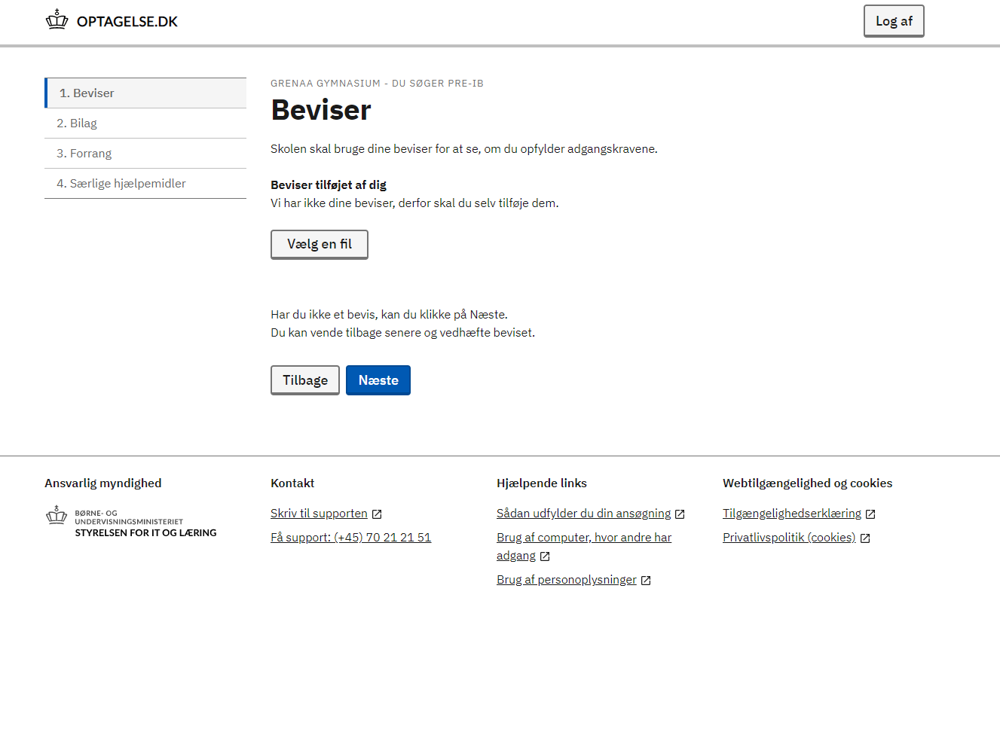 OPTAGELSE.DK
Log af
1. Beviser
2. Bilag
3. Forrang
4. Særlige hjælpemidler
GRENAA GYMNASIUM - DU SØGER PRE-IB
Beviser
Skolen skal bruge dine beviser for at se, om du opfylder adgangskravene.
Beviser tilføjet af dig
Vi har ikke dine beviser, derfor skal du selv tilføje dem.
Vælg en fil
Har du ikke et bevis, kan du klikke på Næste.
Du kan vende tilbage senere og vedhæfte beviset.
Tilbage
Næste
Ansvarlig myndighed
BØRNE- OG
UNDERVISNINGSMINISTERIET
STYRELSEN FOR IT OG LÆRING
Kontakt
Skriv til supporten
Få support: (+45) 70 21 21 51
Hjælpende links
Sådan udfylder du din ansøgning
Brug af computer, hvor andre har
adgang
Brug af personoplysninger
Webtilgængelighed og cookies
Tilgængelighedserklæring
Privatlivspolitik (cookies)